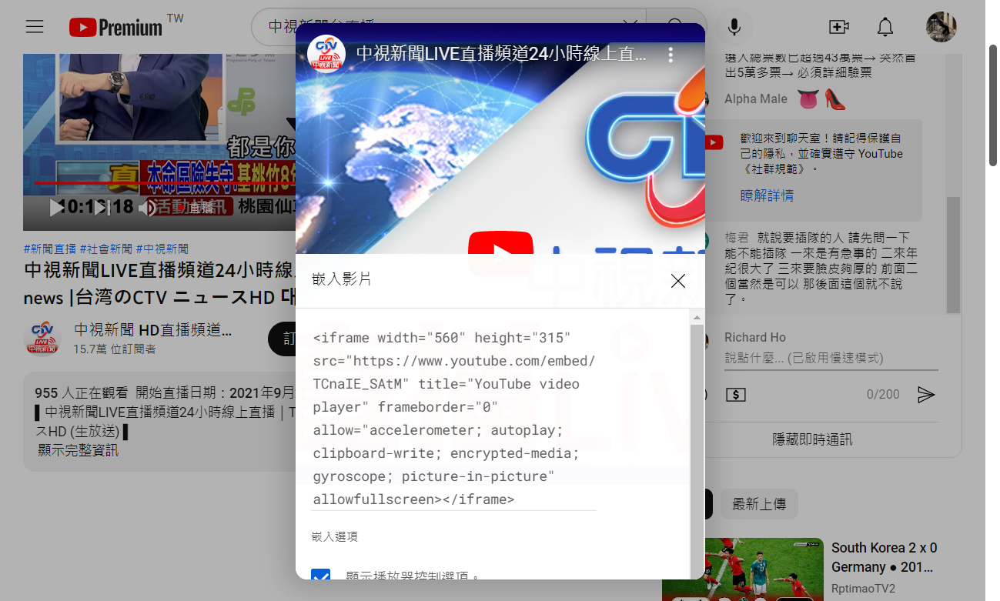 Premium TW
中視新聞台直播
選人總票數已超過43萬票→ 突然冒
出5萬多票→ 必須詳細驗票
Alpha Male
歡迎來到聊天室！請記得保護自
己的隱私，並確實遵守 YouTube
《社群規範》。
瞭解詳情
梅君 就說要插隊的人 請先問一下
能不能插隊 一來是有急事的 二來年
紀很大了 三來要臉皮夠厚的 前面二
個當然是可以 那後面這個就不說
了。
Richard Ho
說點什麼... (已啟用慢速模式)
0/200
隱藏即時通訊
最新上傳
South Korea 2 x 0
Germany ● 201...
RptimaoTV2
都是你
本命區險失守 基桃竹8
10:18
直播
桃園仙
#新聞直播 #社會新聞 #中視新聞
中視新聞LIVE直播頻道24小時線
news |台湾のCTV ニュースHD 대
中視新聞 HD直播頻道...
15.7萬 位訂閱者
訂
955 人正在觀看 開始直播日期：2021年9月
▌中視新聞LIVE直播頻道24小時線上直播｜T
スHD (生放送)▐
顯示完整資訊
中視新聞LIVE直播頻道24小時線上直...
嵌入影片
<iframe width="560" height="315"
src="https://www.youtube.com/embed/
TCnaIE_SAtM" title="YouTube video
player" frameborder="0"
allow="accelerometer; autoplay;
clipboard-write; encrypted-media;
gyroscope; picture-in-picture"
allowfullscreen></iframe>
嵌入選項
顯示播放器控制選項。